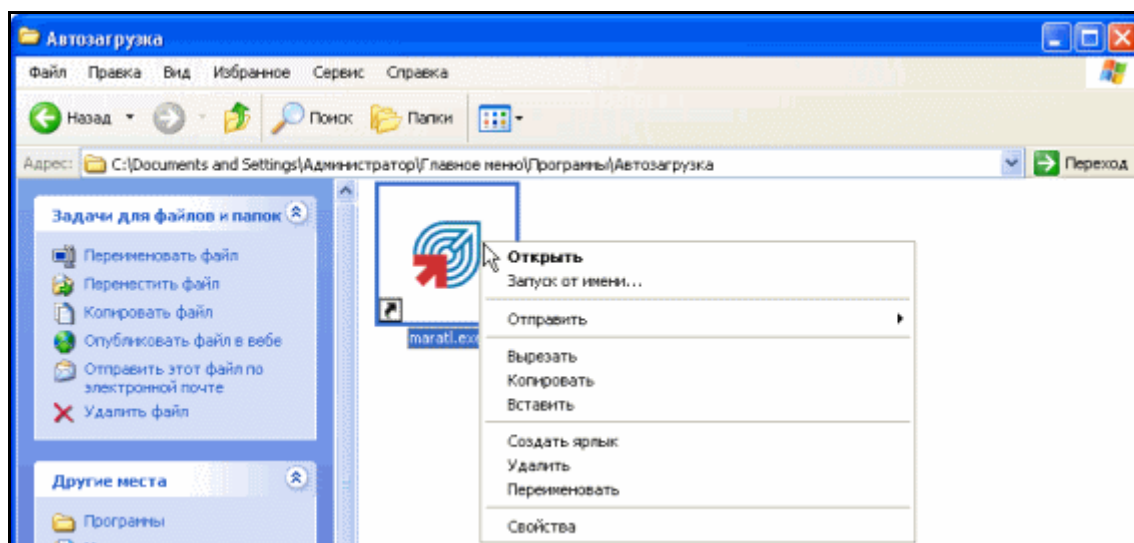 Автозагрузка
Файл Правка Вид Избранное Сервис Справка
Назад Поиск Папки
Адрес: C:\Documents and Settings\Администратор\Главное меню\Программы\Автозагрузка Переход
Задачи для файлов и папок
Переименовать файл
Переместить файл
Копировать файл
Опубликовать файл в вебе
Отправить этот файл по
электронной почте
Удалить файл
Другие места
Программы
maratl.exe
Открыть
Запуск от имени...
Отправить
Вырезать
Копировать
Вставить
Создать ярлык
Удалить
Переименовать
Свойства